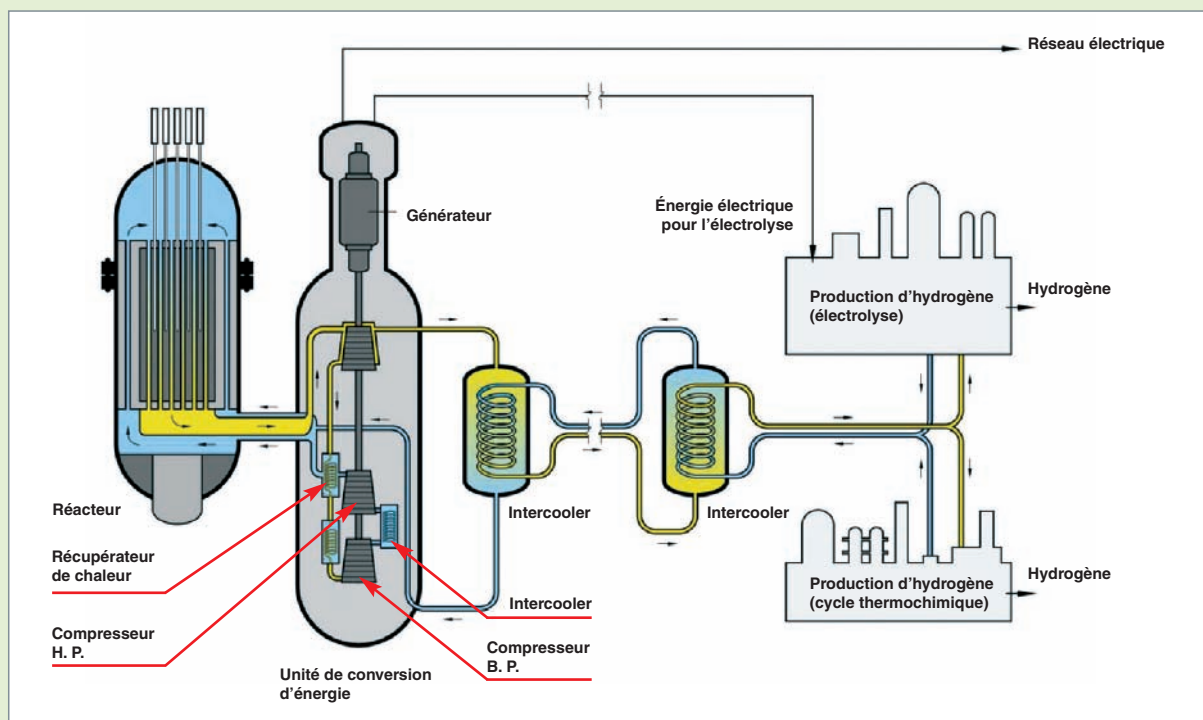 Réseau électrique
Générateur
Énergie électrique
pour l'électrolyse
Production d'hydrogène
(électrolyse)
Hydrogène
Réacteur
Intercooler
Intercooler
Récupérateur
de chaleur
Production d'hydrogène
(cycle thermochimique)
Hydrogène
Intercooler
Compresseur
H. P.
Compresseur
B. P.
Unité de conversion
d'énergie